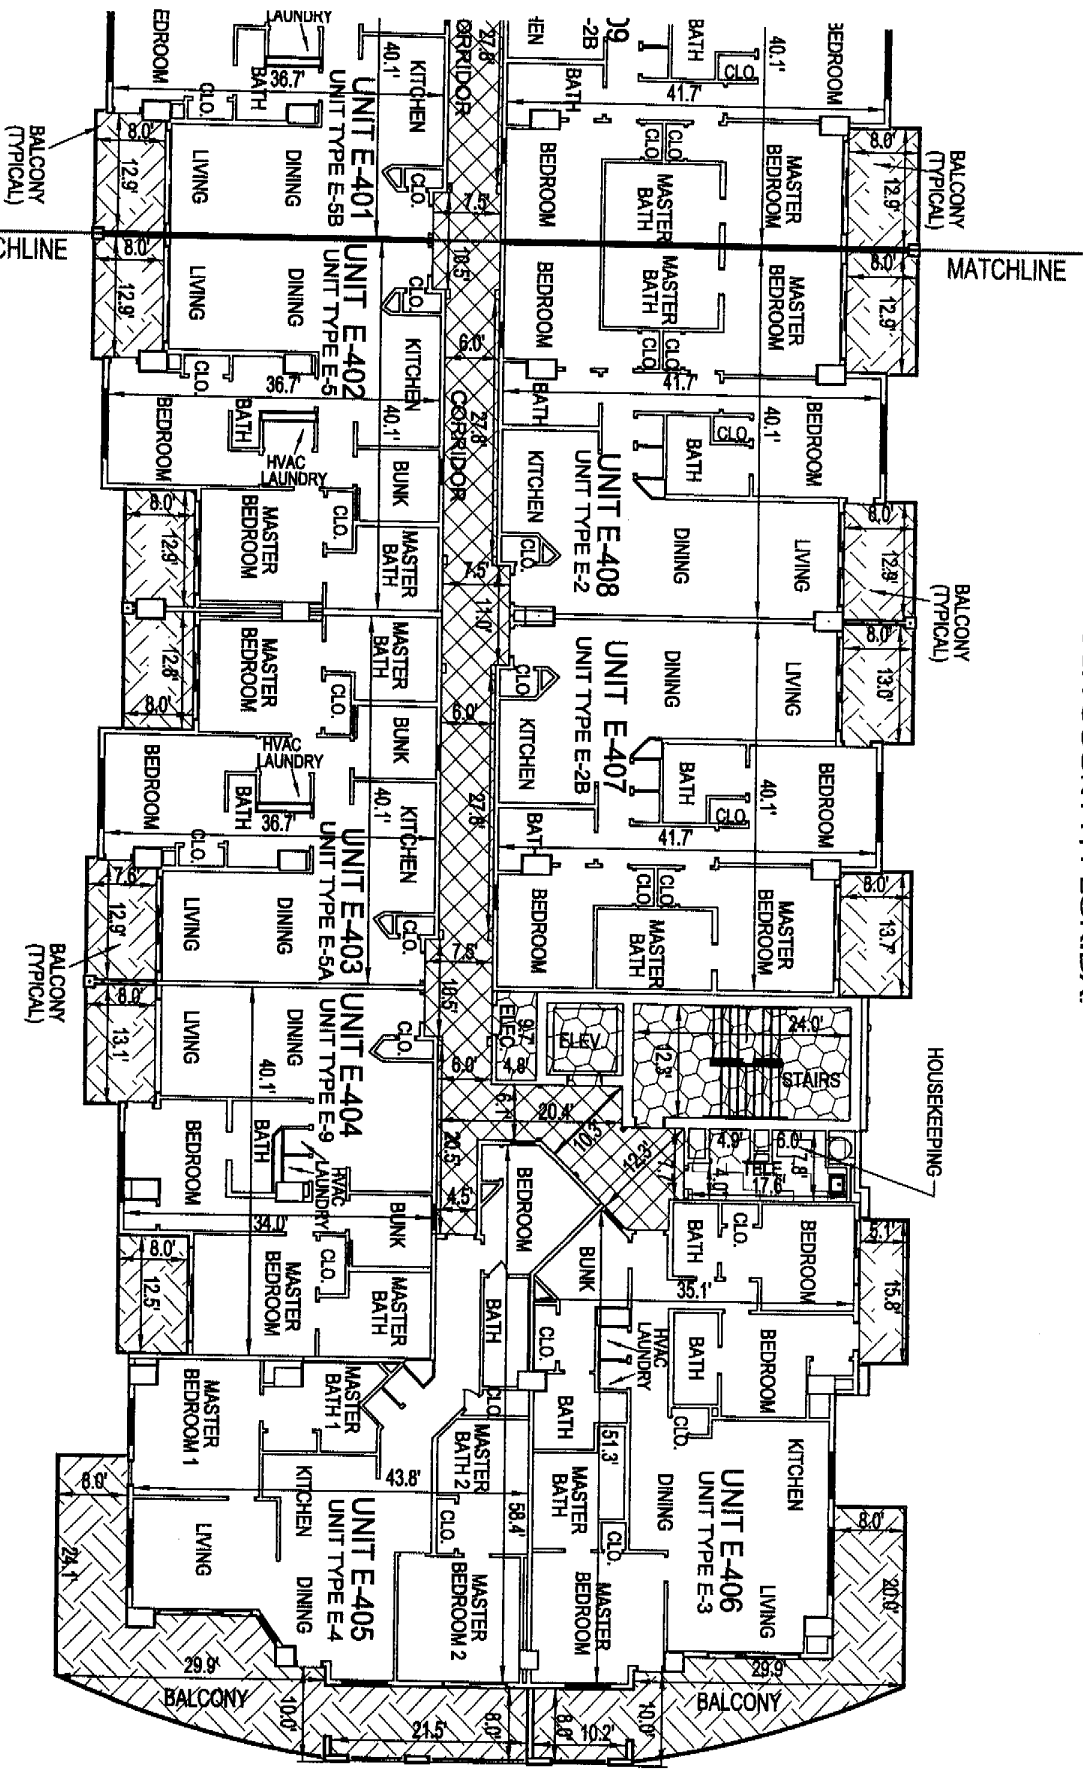 LAUNDRY
BATH
36.7'
CLO.
40.1'
KITCHEN
UNIT E-401
UNIT TYPE E-5B
DINING
LIVING
CLO.
8.0'
12.9'
BALCONY
(TYPICAL)
27.8'
CORRIDOR
7.5'
10.5'
-2B
BATH
CLO.
BATH
41.7'
40.1'
BEDROOM
CLO.
CLO.
MASTER
BATH
MASTER
BEDROOM
8.0'
12.9'
BALCONY
(TYPICAL)
MATCHLINE
8.0'
12.9'
LIVING
DINING
UNIT E-402
UNIT TYPE E-5
CLO.
KITCHEN
40.1'
36.7'
CLO.
BATH
BEDROOM
HVAC
LAUNDRY
BUNK
CLO.
MASTER
BATH
MASTER
BEDROOM
8.0'
12.9'
6.0'
27.8'
CORRIDOR
7.5'
11.0'
BEDROOM
MASTER
BATH
MASTER
BEDROOM
CLO.
CLO.
8.0'
12.9'
41.7'
40.1'
BATH
BATH
CLO.
BEDROOM
KITCHEN
UNIT E-408
UNIT TYPE E-2
CLO.
DINING
LIVING
8.0'
12.9'
BALCONY
(TYPICAL)
8.0'
13.0'
UNIT E-407
UNIT TYPE E-2B
DINING
LIVING
CLO.
KITCHEN
BATH
CLO.
BEDROOM
40.1'
41.7'
CLO.
CLO.
BEDROOM
MASTER
BATH
MASTER
BEDROOM
8.0'
13.7'
12.8'
8.0'
MASTER
BEDROOM
MASTER
BATH
CLO.
BUNK
HVAC
LAUNDRY
BEDROOM
BATH
36.7'
CLO.
40.1'
KITCHEN
UNIT E-403
UNIT TYPE E-5A
CLO.
DINING
LIVING
7.6'
12.9'
BALCONY
(TYPICAL)
6.0'
27.8'
7.5'
10.5'
8.0'
13.1'
LIVING
DINING
UNIT E-404
UNIT TYPE E-9
CLO.
40.1'
BATH
BEDROOM
HVAC
LAUNDRY
BUNK
34.0'
CLO.
MASTER
BEDROOM
MASTER
BATH
8.0'
12.5'
6.0'
20.5'
4.5'
ELEC
9.7'
4.8'
ELEV
24.0'
12.3'
STAIRS
20.4'
10.3'
12.3'
4.9'
6.0'
7.8'
TELE
17.6'
HOUSEKEEPING
BEDROOM
BUNK
BATH
CLO.
BEDROOM
35.1'
5.1'
15.8'
BATH
CLO.
HVAC
LAUNDRY
BATH
BEDROOM
CLO.
BATH
KITCHEN
UNIT E-406
UNIT TYPE E-3
DINING
LIVING
51.3'
MASTER
BATH
CLO.
MASTER
BEDROOM
8.0'
20.0'
29.9'
BALCONY
10.0'
10.2'
8.0'
MASTER
BEDROOM 1
MASTER
BATH 1
CLO.
MASTER
BATH 2
43.8'
58.4'
KITCHEN
UNIT E-405
UNIT TYPE E-4
LIVING
DINING
CLO.
MASTER
BEDROOM 2
8.0'
24.1'
29.9'
BALCONY
10.0'
21.5'
8.0'